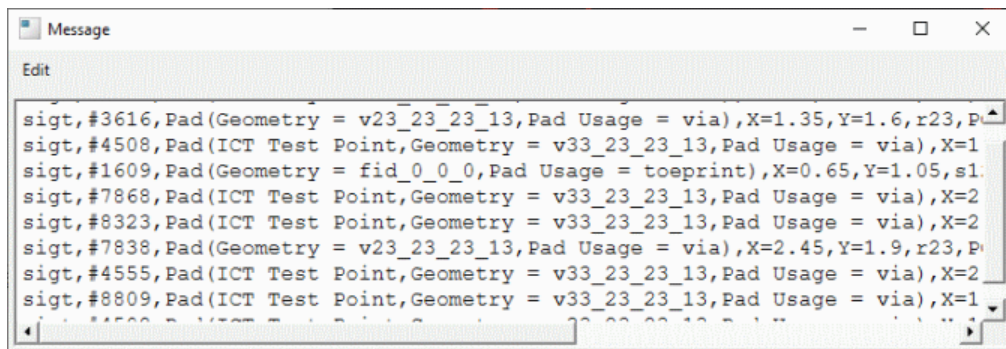 Message
Edit
sigt,#3616,Pad(Geometry = v23_23_23_13,Pad Usage = via),X=1.35,Y=1.6,r23,P
sigt,#4508,Pad(ICT Test Point,Geometry = v33_23_23_13,Pad Usage = via),X=1
sigt,#1609,Pad(Geometry = fid_0_0_0,Pad Usage = toeprint),X=0.65,Y=1.05,s1
sigt,#7868,Pad(ICT Test Point,Geometry = v33_23_23_13,Pad Usage = via),X=2
sigt,#8323,Pad(ICT Test Point,Geometry = v33_23_23_13,Pad Usage = via),X=2
sigt,#7838,Pad(Geometry = v23_23_23_13,Pad Usage = via),X=2.45,Y=1.9,r23,P
sigt,#4555,Pad(ICT Test Point,Geometry = v33_23_23_13,Pad Usage = via),X=2
sigt,#8809,Pad(ICT Test Point,Geometry = v33_23_23_13,Pad Usage = via),X=1